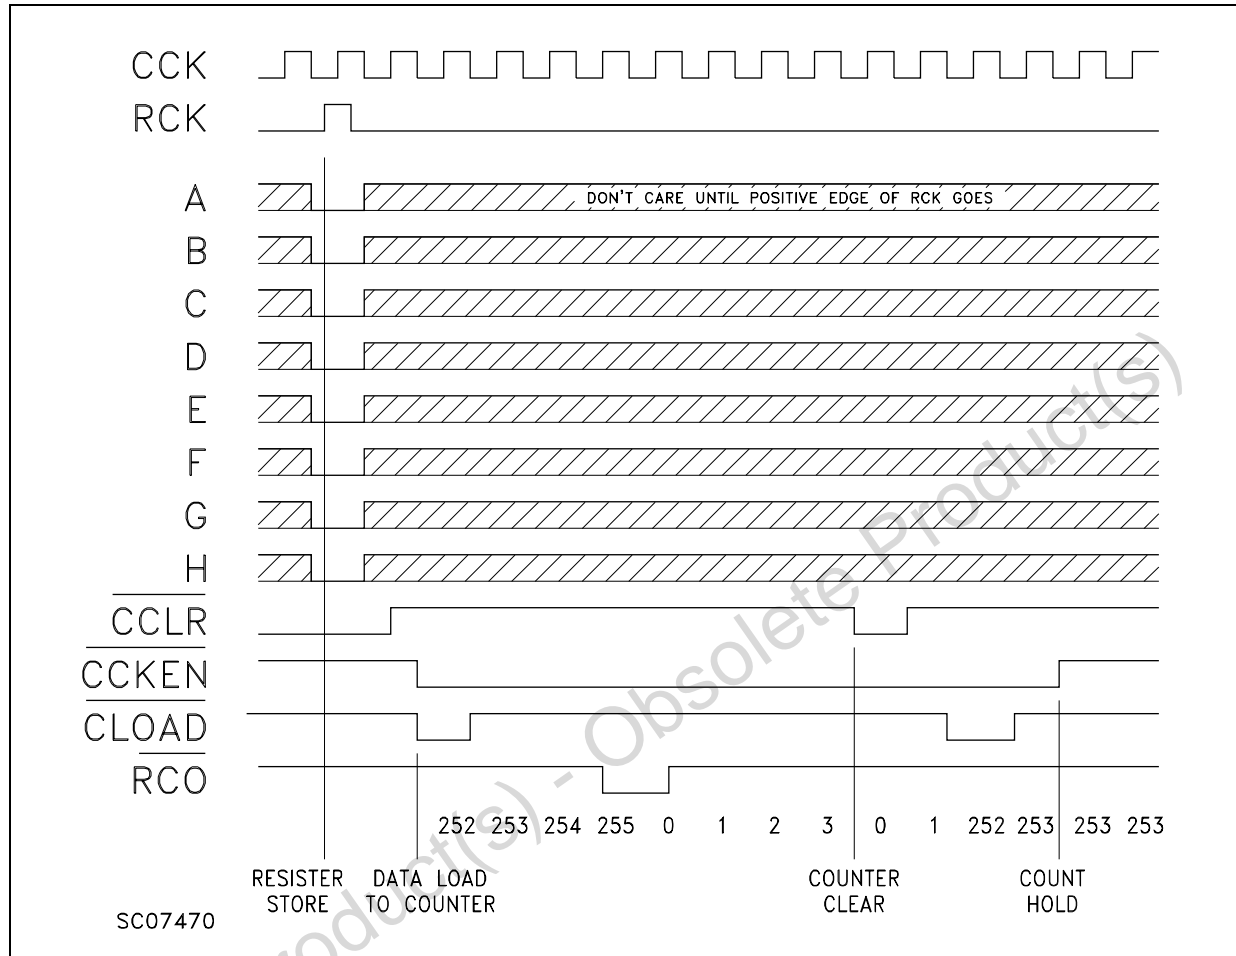 CCK
RCK
A DON'T CARE UNTIL POSITIVE EDGE OF RCK GOES
B
C
D
E
F
G
H
CCLR
CCKEN
CLOAD
RCO
252 253 254 255 0 1 2 3 0 1 252 253 253 253
RESISTER STORE
DATA LOAD TO COUNTER
COUNTER CLEAR
COUNT HOLD
SC07470
roduct(s) - Obsolete Product(s)